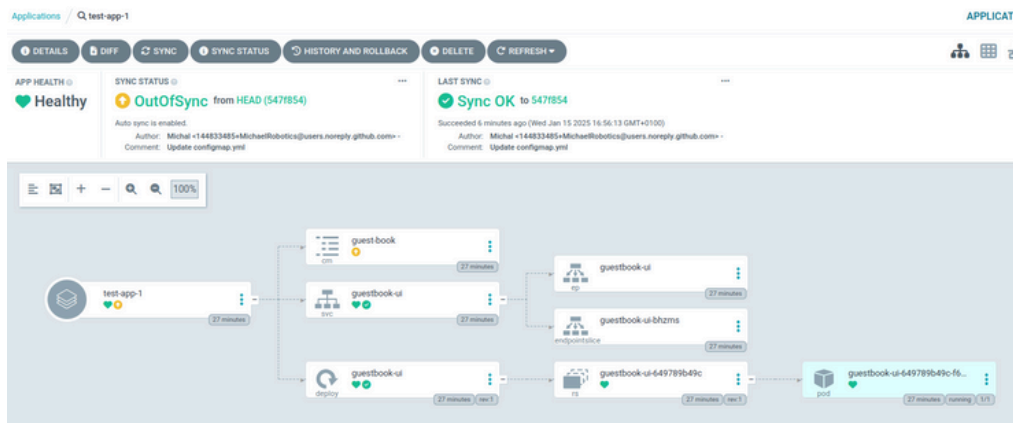 Applications / test-app-1
APPLICAT
DETAILS DIFF SYNC SYNC STATUS HISTORY AND ROLLBACK DELETE REFRESH
APP HEALTH
Healthy
SYNC STATUS
OutOfSync from HEAD (547f854)
Auto sync is enabled.
Author: Michal <144833485+MichaelRobotics@users.noreply.github.com> -
Comment: Update configmap.yml
LAST SYNC
Sync OK to 547f854
Succeeded 6 minutes ago (Wed Jan 15 2025 16:56:13 GMT+0100)
Author: Michal <144833485+MichaelRobotics@users.noreply.github.com> -
Comment: Update configmap.yml
100%
guest-book
cm
27 minutes
test-app-1
27 minutes
guestbook-ui
svc
27 minutes
guestbook-ui
ep
27 minutes
guestbook-ui-bhzms
endpointslice
27 minutes
guestbook-ui
deploy
27 minutes rev:1
guestbook-ui-649789b49c
rs
27 minutes rev:1
guestbook-ui-649789b49c-f6...
pod
27 minutes running 1/1